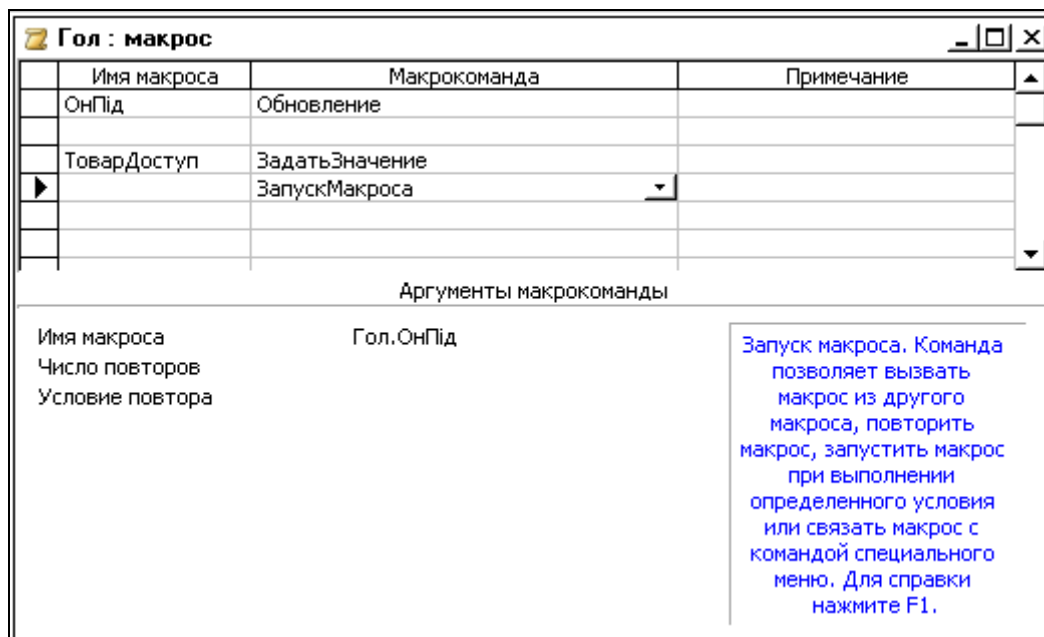 Гол : макрос
Имя макроса Макрокоманда Примечание
ОнПід Обновление
ТоварДоступ ЗадатьЗначение
ЗапускМакроса
Аргументы макрокоманды
Имя макроса Гол.ОнПід
Число повторов
Условие повтора
Запуск макроса. Команда
позволяет вызвать
макрос из другого
макроса, повторить
макрос, запустить макрос
при выполнении
определенного условия
или связать макрос с
командой специального
меню. Для справки
нажмите F1.